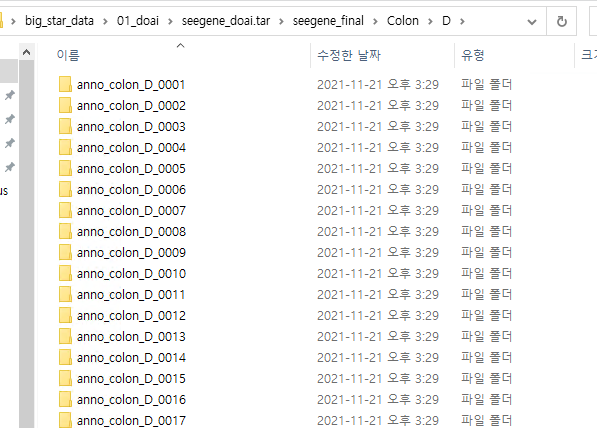 big_star_data > 01_doai > seegene_doai.tar > seegene_final > Colon > D >
이름 수정한 날짜 유형 크기
anno_colon_D_0001 2021-11-21 오후 3:29 파일 폴더
anno_colon_D_0002 2021-11-21 오후 3:29 파일 폴더
anno_colon_D_0003 2021-11-21 오후 3:29 파일 폴더
anno_colon_D_0004 2021-11-21 오후 3:29 파일 폴더
anno_colon_D_0005 2021-11-21 오후 3:29 파일 폴더
us anno_colon_D_0006 2021-11-21 오후 3:29 파일 폴더
anno_colon_D_0007 2021-11-21 오후 3:29 파일 폴더
anno_colon_D_0008 2021-11-21 오후 3:29 파일 폴더
anno_colon_D_0009 2021-11-21 오후 3:29 파일 폴더
anno_colon_D_0010 2021-11-21 오후 3:29 파일 폴더
anno_colon_D_0011 2021-11-21 오후 3:29 파일 폴더
anno_colon_D_0012 2021-11-21 오후 3:29 파일 폴더
anno_colon_D_0013 2021-11-21 오후 3:29 파일 폴더
anno_colon_D_0014 2021-11-21 오후 3:29 파일 폴더
anno_colon_D_0015 2021-11-21 오후 3:29 파일 폴더
anno_colon_D_0016 2021-11-21 오후 3:29 파일 폴더
anno_colon_D_0017 2021-11-21 오후 3:29 파일 폴더